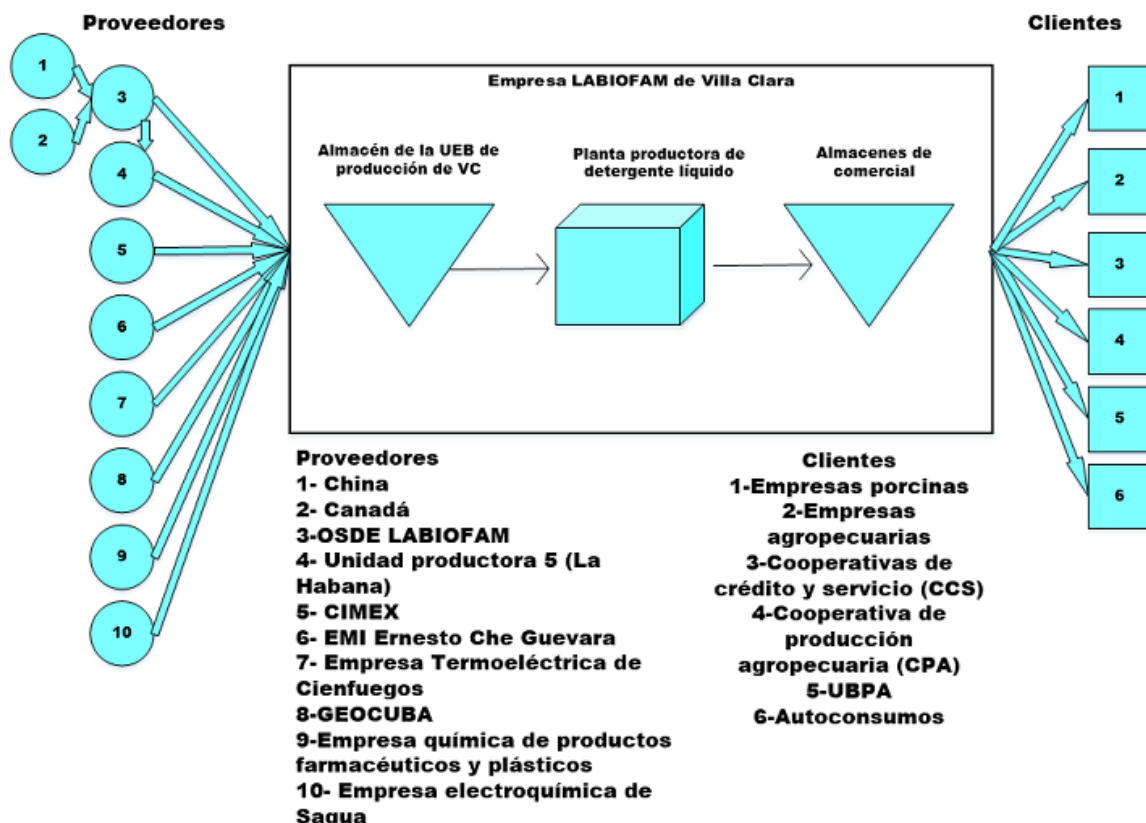 Proveedores
Clientes
1
2
3
4
5
6
7
8
9
10
Empresa LABIOFAM de Villa Clara
Almacén de la UEB de
producción de VC
Planta productora de
detergente líquido
Almacenes de
comercial
1
2
3
4
5
6
Proveedores
1- China
2- Canadá
3-OSDE LABIOFAM
4- Unidad productora 5 (La
Habana)
5- CIMEX
6- EMI Ernesto Che Guevara
7- Empresa Termoeléctrica de
Cienfuegos
8-GEOCUBA
9-Empresa química de productos
farmacéuticos y plásticos
10- Empresa electroquímica de
Sagua
Clientes
1-Empresas porcinas
2-Empresas
agropecuarias
3-Cooperativas de
crédito y servicio (CCS)
4-Cooperativa de
producción
agropecuaria (CPA)
5-UBPA
6-Autoconsumos